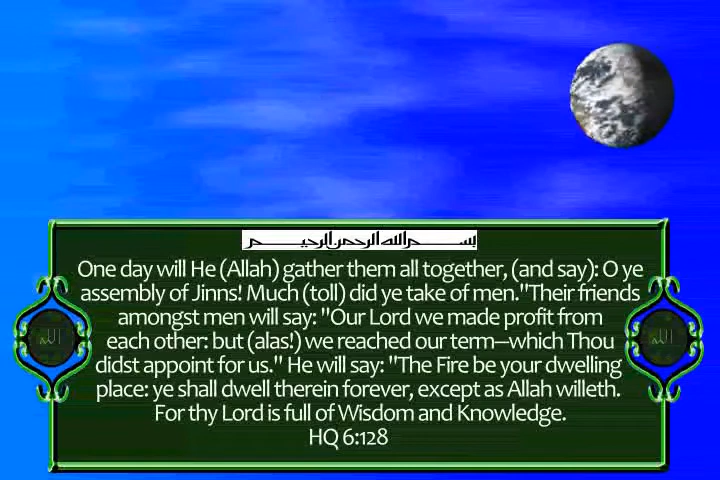 بسم الله الرحمن الرحيم
One day will He (Allah) gather them all together, (and say): O ye
assembly of Jinns! Much (toll) did ye take of men."Their friends
amongst men will say: "Our Lord we made profit from
each other: but (alas!) we reached our term—which Thou
الله
الله
didst appoint for us." He will say: "The Fire be your dwelling
place: ye shall dwell therein forever, except as Allah willeth.
For thy Lord is full of Wisdom and Knowledge.
HQ 6:128